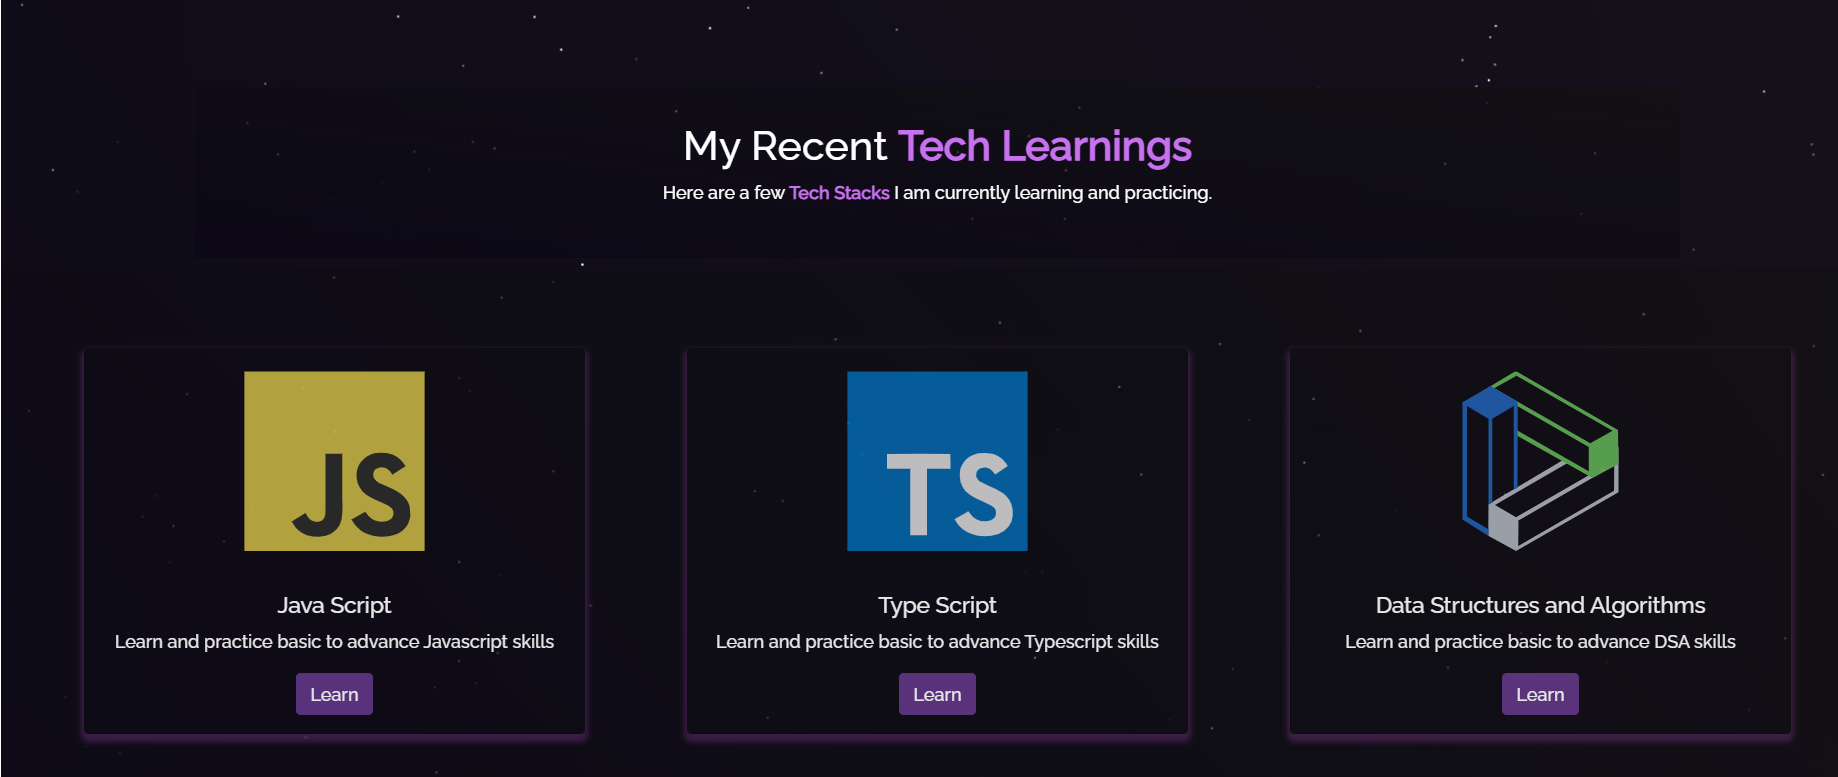 My Recent Tech Learnings
Here are a few Tech Stacks I am currently learning and practicing.
JS
TS
Java Script
Type Script
Data Structures and Algorithms
Learn and practice basic to advance Javascript skills
Learn and practice basic to advance Typescript skills
Learn and practice basic to advance DSA skills
Learn
Learn
Learn